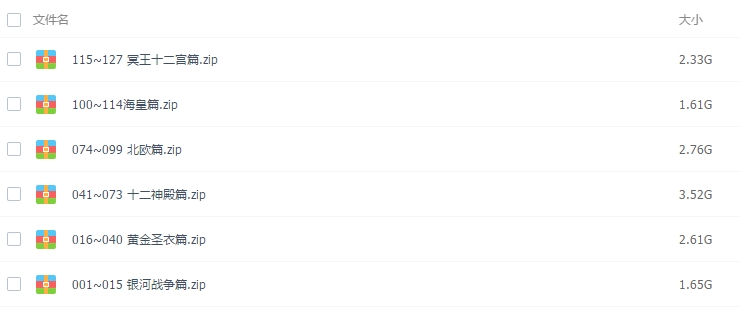 文件名 大小
115~127 冥王十二宫篇.zip 2.33G
100~114海皇篇.zip 1.61G
074~099 北欧篇.zip 2.76G
041~073 十二神殿篇.zip 3.52G
016~040 黄金圣衣篇.zip 2.61G
001~015 银河战争篇.zip 1.65G